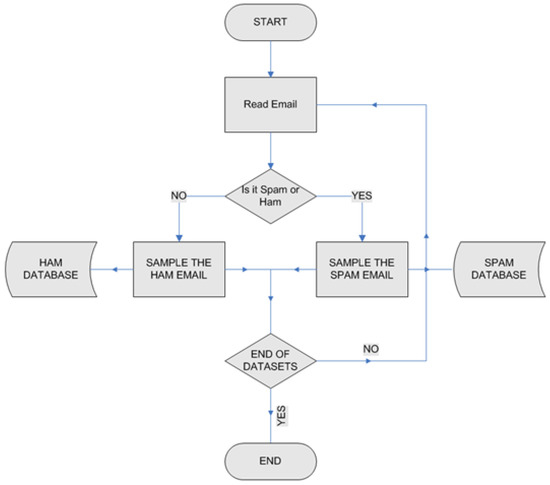 START
Read Email
Is it Spam or
Ham
NO
YES
HAM
DATABASE
SAMPLE THE
HAM EMAIL
SAMPLE THE
SPAM EMAIL
SPAM
DATABASE
END OF
DATASETS
NO
YES
END